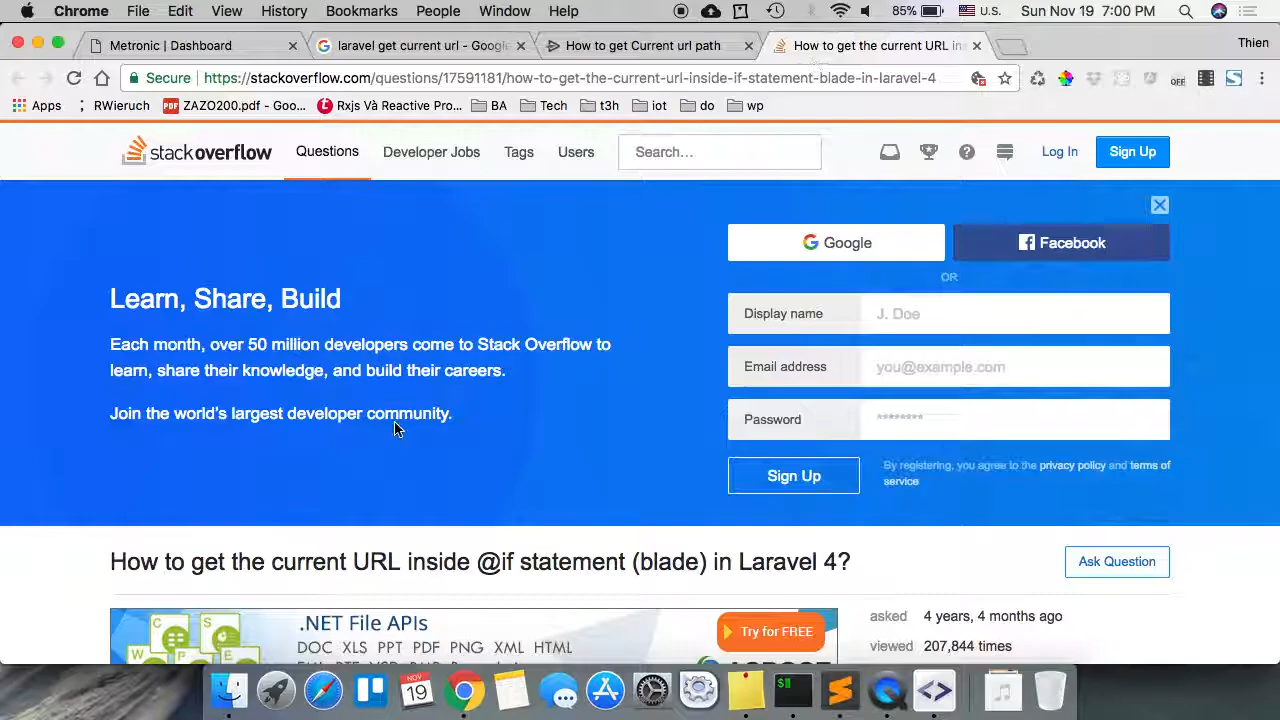 Chrome File Edit View History Bookmarks People Window Help 85% U.S. Sun Nov 19 7:00 PM
Metronic | Dashboard
laravel get current url - Google
How to get Current url path
How to get the current URL in
Thien
Secure https://stackoverflow.com/questions/17591181/how-to-get-the-current-url-inside-if-statement-blade-in-laravel-4
OFF
Apps RWieruch ZAZO200.pdf - Goo... Rxjs Và Reactive Pro... BA Tech t3h iot do wp
PDF
stackoverflow Questions Developer Jobs Tags Users Search... Log In Sign Up
Google
Facebook
OR
Learn, Share, Build
Each month, over 50 million developers come to Stack Overflow to
learn, share their knowledge, and build their careers.
Join the world's largest developer community.
Display name J. Doe
Email address you@example.com
Password ********
Sign Up
By registering, you agree to the privacy policy and terms of
service
How to get the current URL inside @if statement (blade) in Laravel 4?
Ask Question
.NET File APIs
DOC XLS PPT PDF PNG XML HTML
Try for FREE
C S
W P E
asked 4 years, 4 months ago
viewed 207,844 times
NOV
19